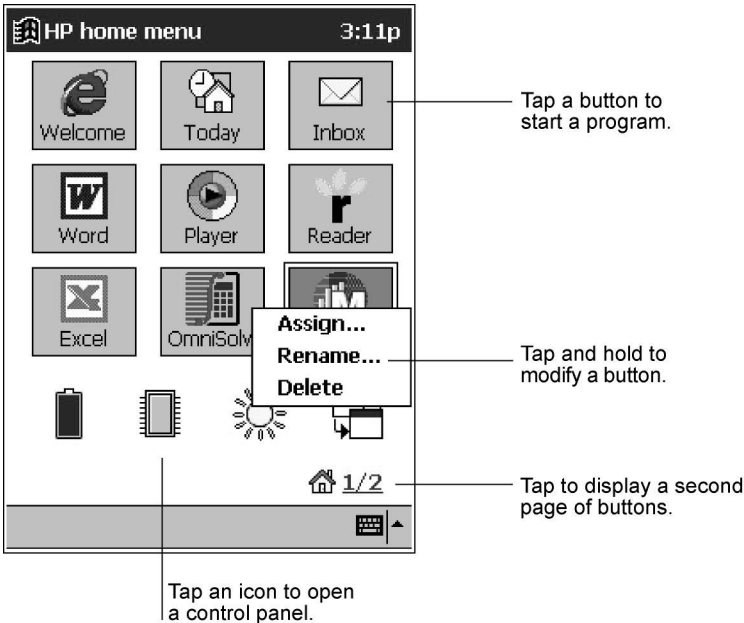 HP home menu 3:11p
Welcome Today Inbox
Tap a button to
start a program.
Word Player Reader
Excel OmniSolv
Assign...
Rename...
Delete
Tap and hold to
modify a button.
1/2
Tap to display a second
page of buttons.
Tap an icon to open
a control panel.